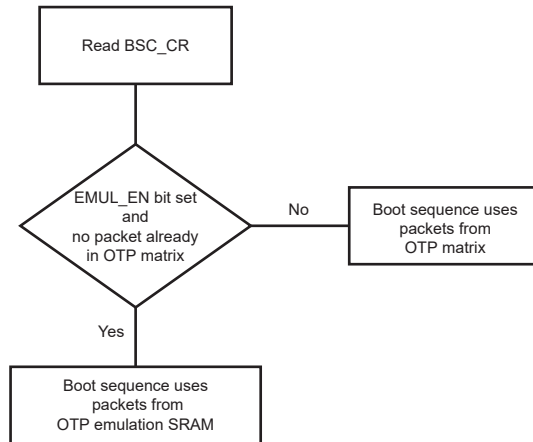 Read BSC_CR
EMUL_EN bit set
and
no packet already
in OTP matrix
No
Boot sequence uses
packets from
OTP matrix
Yes
Boot sequence uses
packets from
OTP emulation SRAM